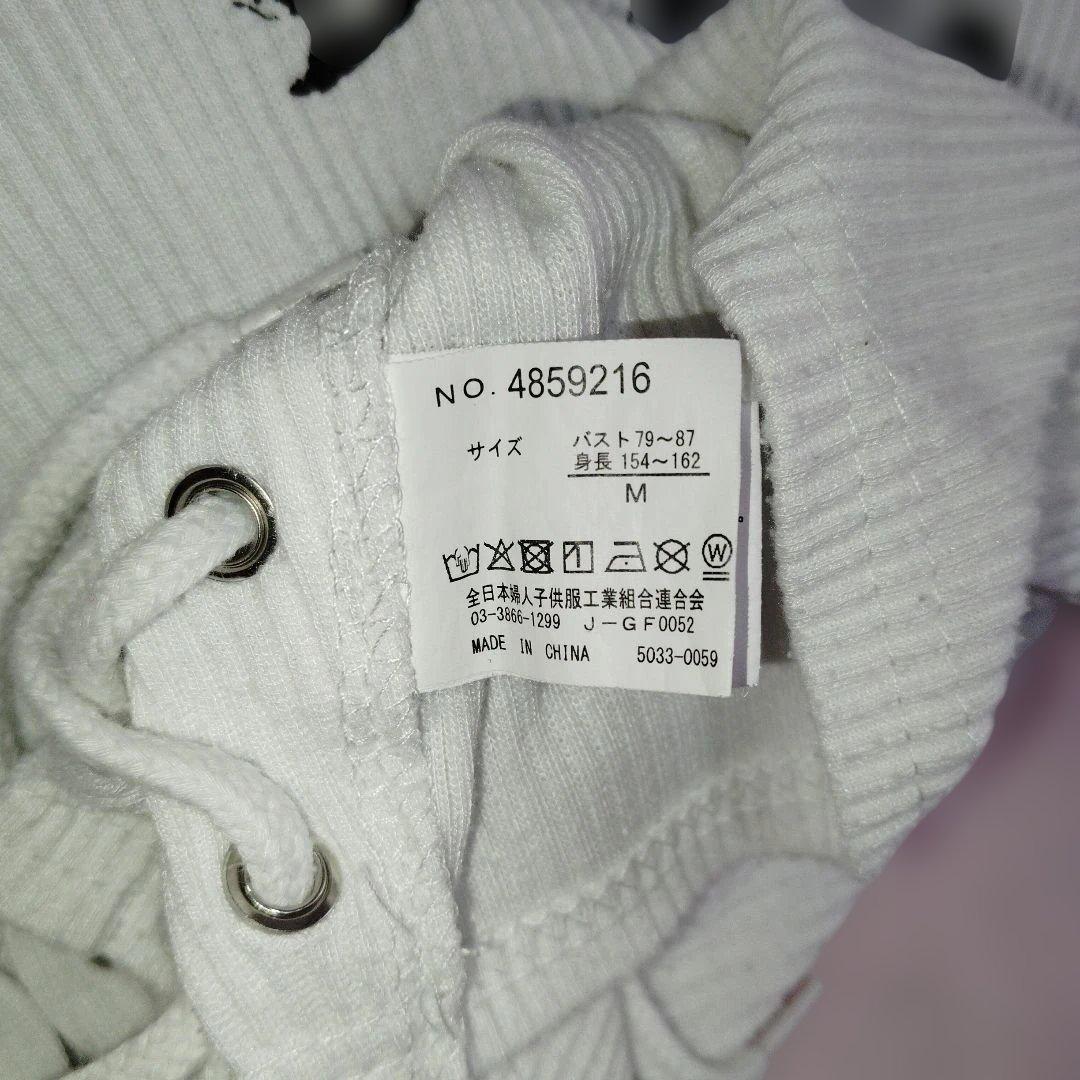 NO. 4859216
サイズ
バスト79～87
身長 154～162
M
W
全日本婦人子供服工業組合連合会
03-3866-1299 J-GF0052
MADE IN CHINA 5033-0059